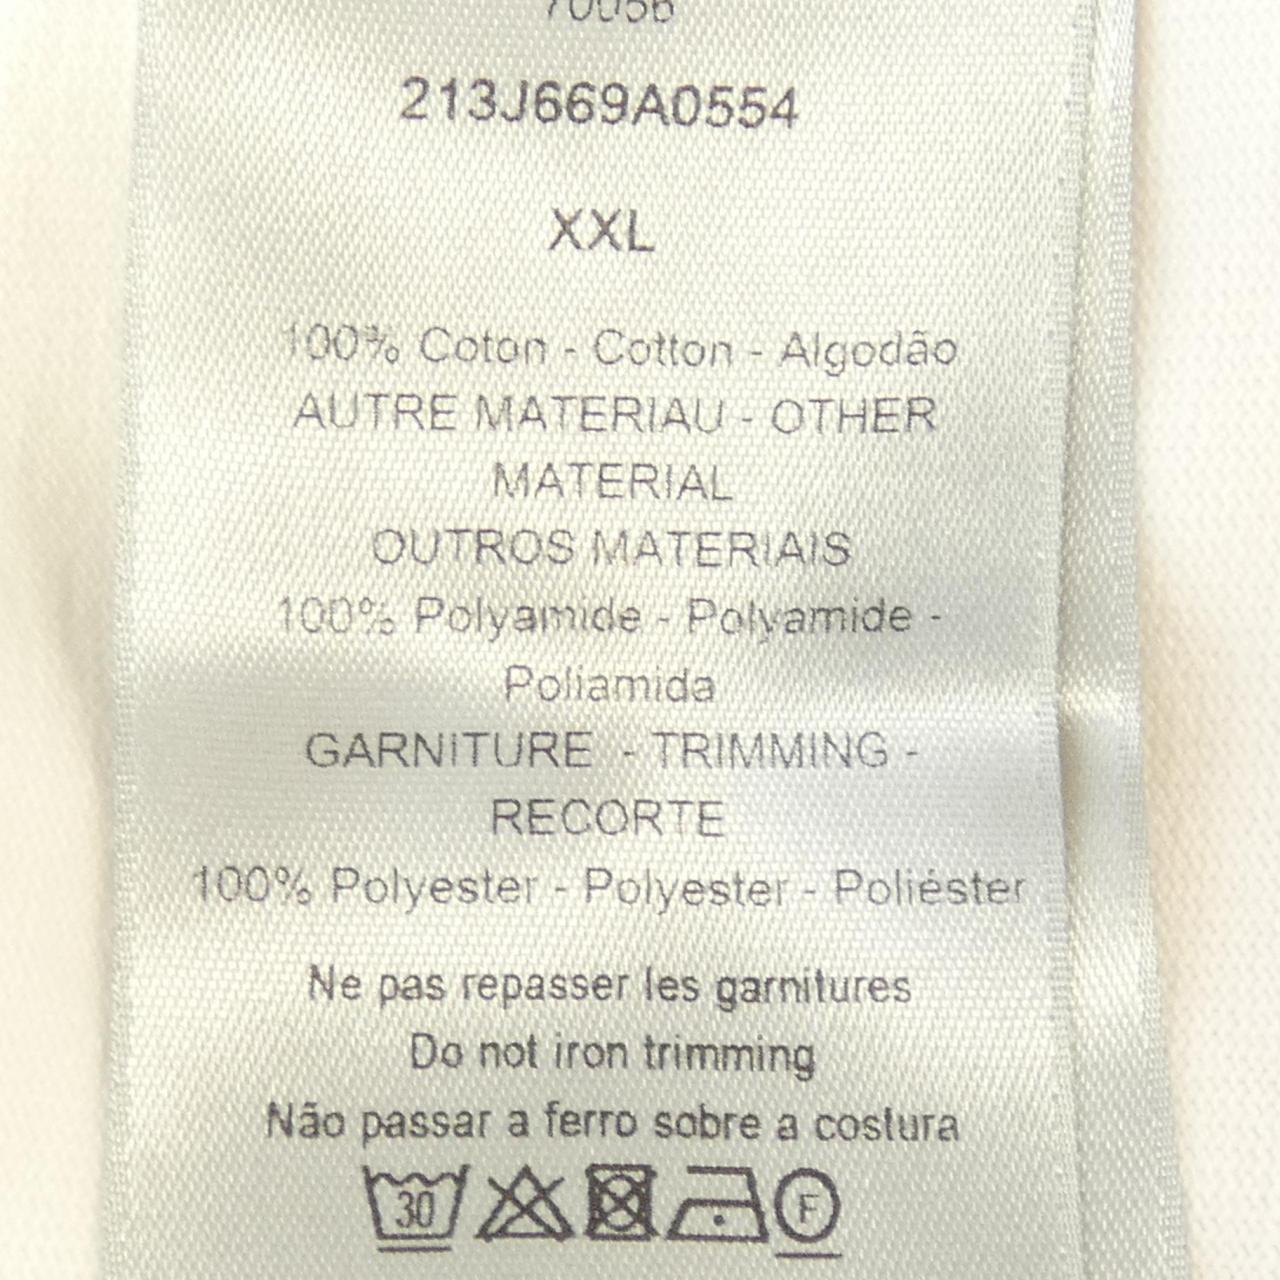 70056
213J669A0554
XXL
100% Coton - Cotton - Algodão
AUTRE MATERIAU - OTHER
MATERIAL
OUTROS MATERIAIS
100% Polyamide - Polyamide -
Poliamida
GARNITURE - TRIMMING -
RECORTE
100% Polyester - Polyester - Poliéster
Ne pas repasser les garnitures
Do not iron trimming
Não passar a ferro sobre a costura
30 F